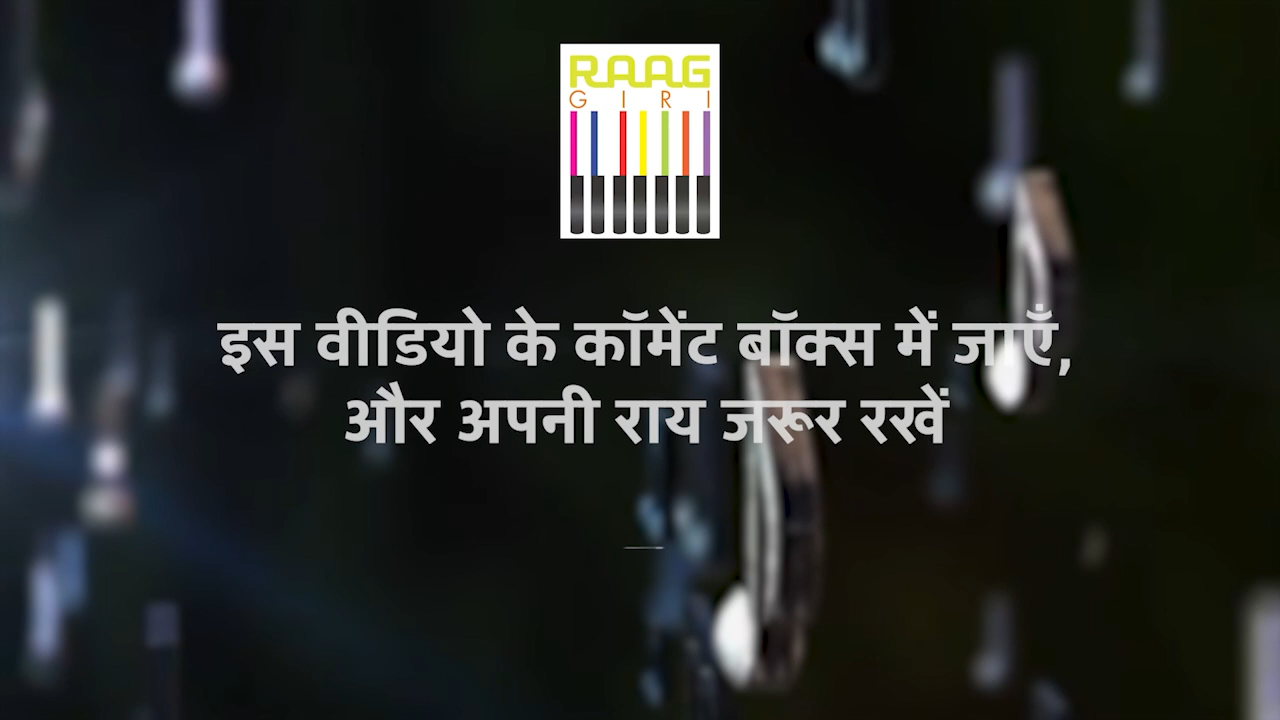 RAAG
GIRI
इस वीडियो के कॉमेंट बॉक्स में जाएँ,
और अपनी राय जरूर रखें